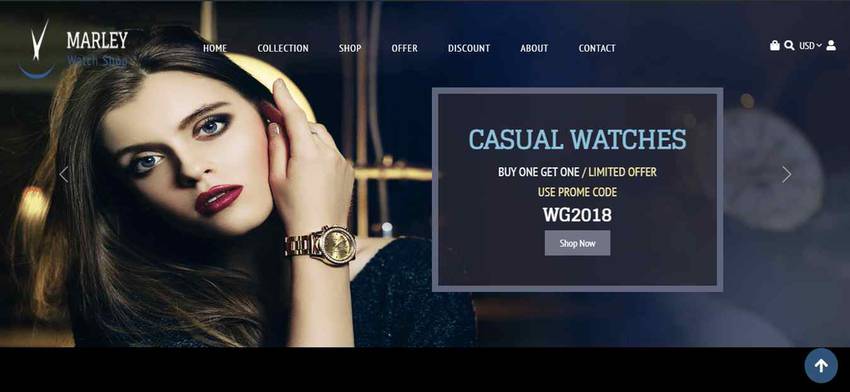 MARLEY
Watch Shop
HOME COLLECTION SHOP OFFER DISCOUNT ABOUT CONTACT USD
CASUAL WATCHES
BUY ONE GET ONE / LIMITED OFFER
USE PROME CODE
WG2018
Shop Now